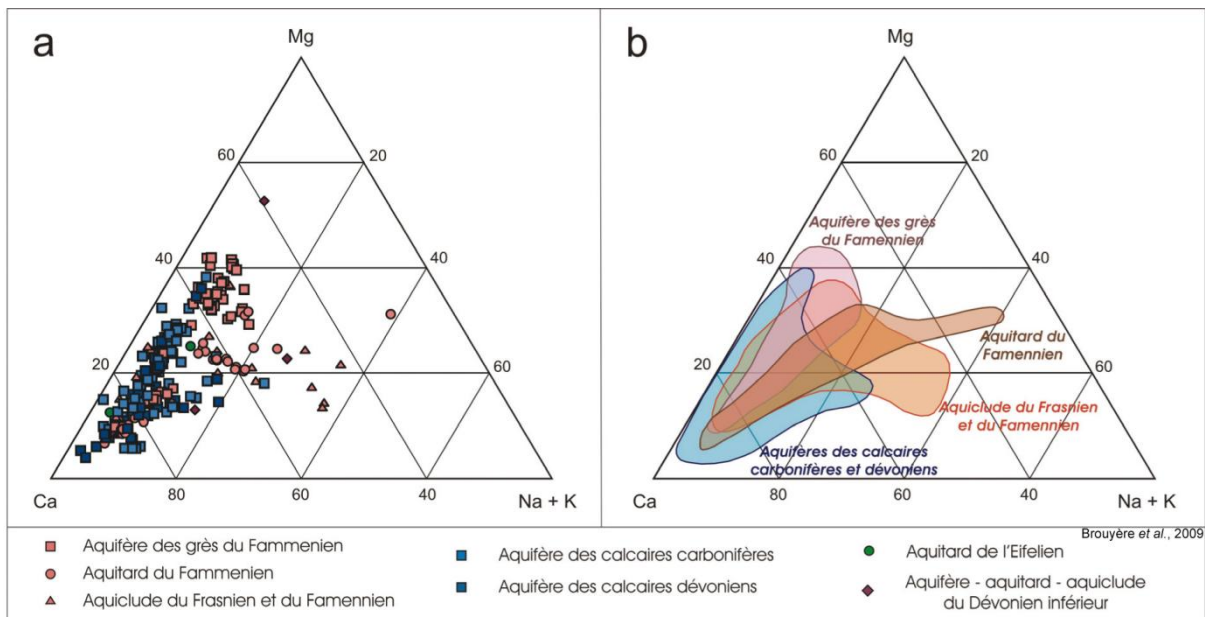 a
Mg
60
20
40
40
20
60
Ca
80
60
40
Na + K
b
Mg
60
20
Aquifère des grès
du Famennien
40
40
Aquitard du
Famennien
20
60
Aquiclude du Frasnien
et du Famennien
Aquifères des calcaires
carbonifères et dévoniens
Ca
80
60
40
Na + K
Brouyère et al., 2009
Aquifère des grès du Fammenien
Aquitard du Fammenien
Aquiclude du Frasnien et du Famennien
Aquifère des calcaires carbonifères
Aquifère des calcaires dévoniens
Aquitard de l'Eifelien
Aquifère - aquitard - aquiclude
du Dévonien inférieur